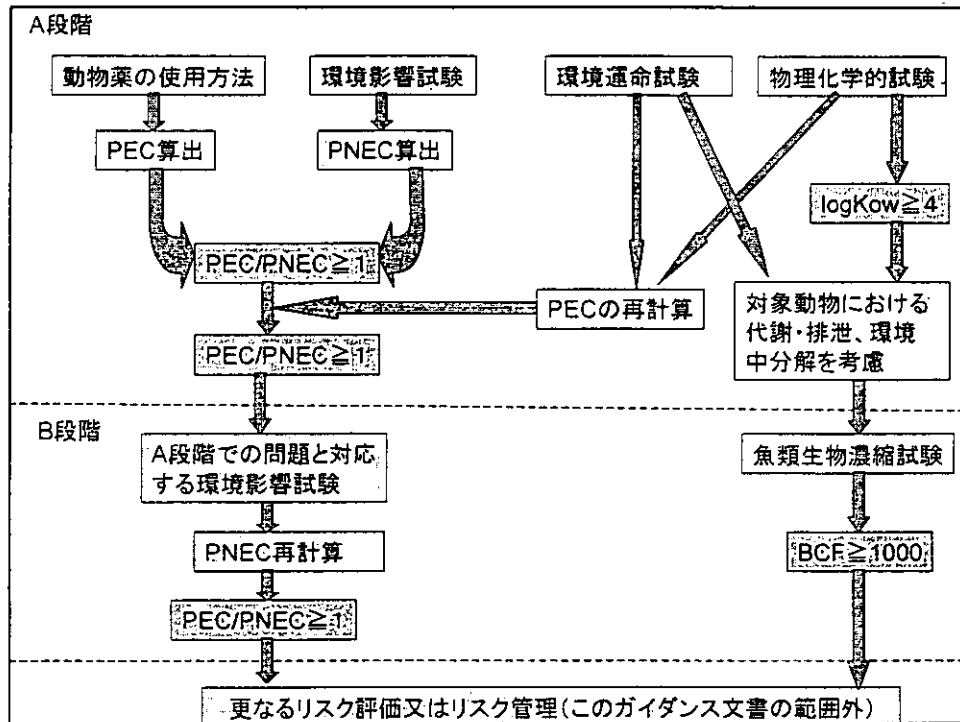 A段階
動物薬の使用方法
環境影響試験
環境運命試験
物理化学的試験
PEC算出
PNEC算出
logKow≧4
PEC/PNEC≧1
PECの再計算
対象動物における
代謝・排泄、環境
中分解を考慮
PEC/PNEC≧1
B段階
A段階での問題と対応
する環境影響試験
魚類生物濃縮試験
PNEC再計算
BCF≧1000
PEC/PNEC≧1
更なるリスク評価又はリスク管理(このガイダンス文書の範囲外)